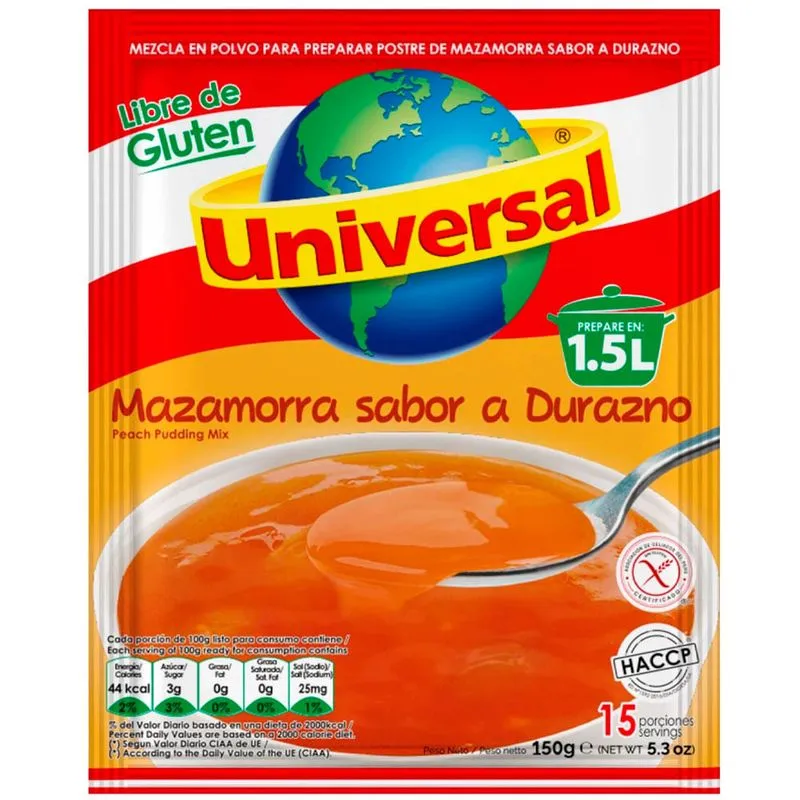 MEZCLA EN POLVO PARA PREPARAR POSTRE DE MAZAMORRA SABOR A DURAZNO
Libre de
Gluten
®
Universal
PREPARE EN:
1.5L
Mazamorra sabor a Durazno
Peach Pudding Mix
SIN GLUTEN
CERTIFICADO
HACCP
Cada porción de 100g listo para consumo contiene /
Each serving of 100g ready for consumption contains
Energía/ Calories Azúcar/ Sugar Grasa/ Fat Grasa Saturada/ Sat. Fat Sal (Sodio)/ Salt (Sodium)
44 kcal 3g 0g 0g 25mg
2% 3% 0% 0% 1%
% del Valor Diario basado en una dieta de 2000kcal /
Percent Daily Values are based on a 2000 calorie diet.
(*) Segun Valor Diario CIAA de UE /
(*) According to the Daily Value of the UE (CIAA).
15 porciones
servings
Peso Neto / Peso netto 150g e (NET WT 5.3 oz)